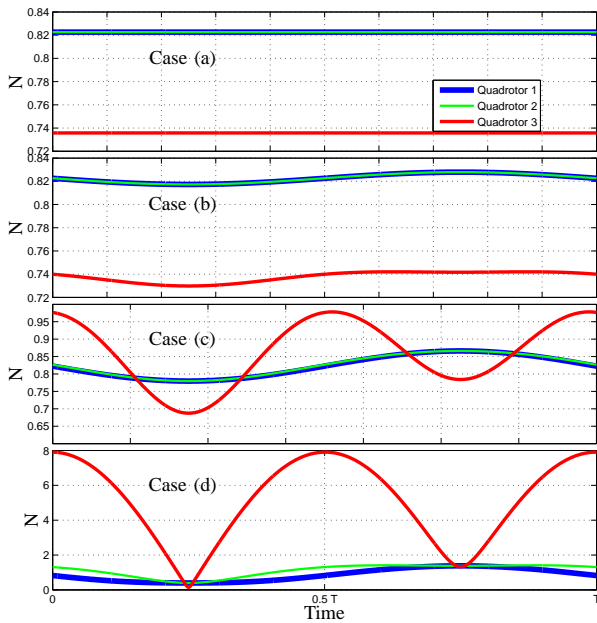 0.84
0.82
0.8
0.78
0.76
0.74
0.72
N
Case (a)
Quadrotor 1
Quadrotor 2
Quadrotor 3
0.84
0.82
0.8
0.78
0.76
0.74
0.72
N
Case (b)
0.95
0.9
0.85
0.8
0.75
0.7
0.65
N
Case (c)
8
6
4
2
0
N
Case (d)
0
0.5 T
T
Time